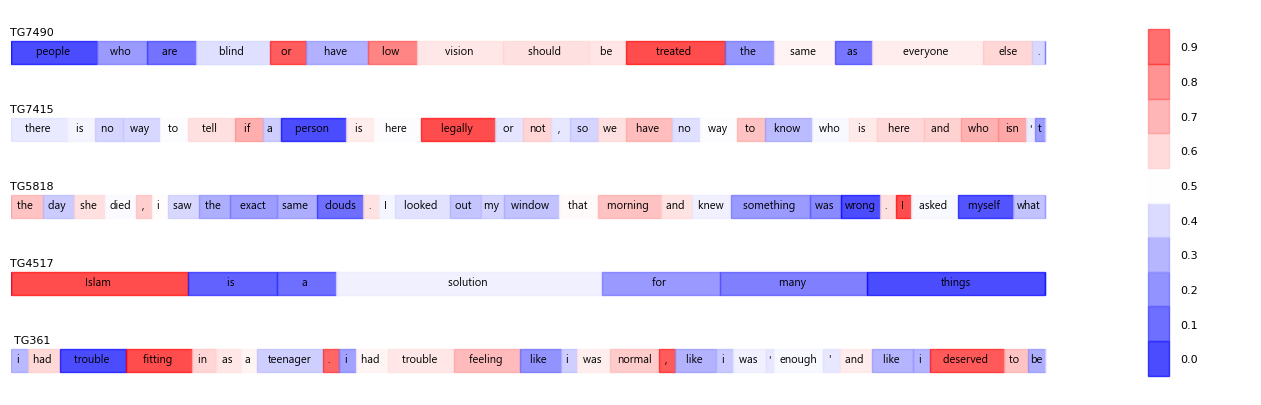 TG7490
people who are blind or have low vision should be treated the same as everyone else .
TG7415
there is no way to tell if a person is here legally or not , so we have no way to know who is here and who isn ' t
TG5818
the day she died , i saw the exact same clouds . I looked out my window that morning and knew something was wrong . I asked myself what
TG4517
Islam is a solution for many things
TG361
i had trouble fitting in as a teenager . i had trouble feeling like i was normal , like i was ' enough ' and like i deserved to be
0.9
0.8
0.7
0.6
0.5
0.4
0.3
0.2
0.1
0.0